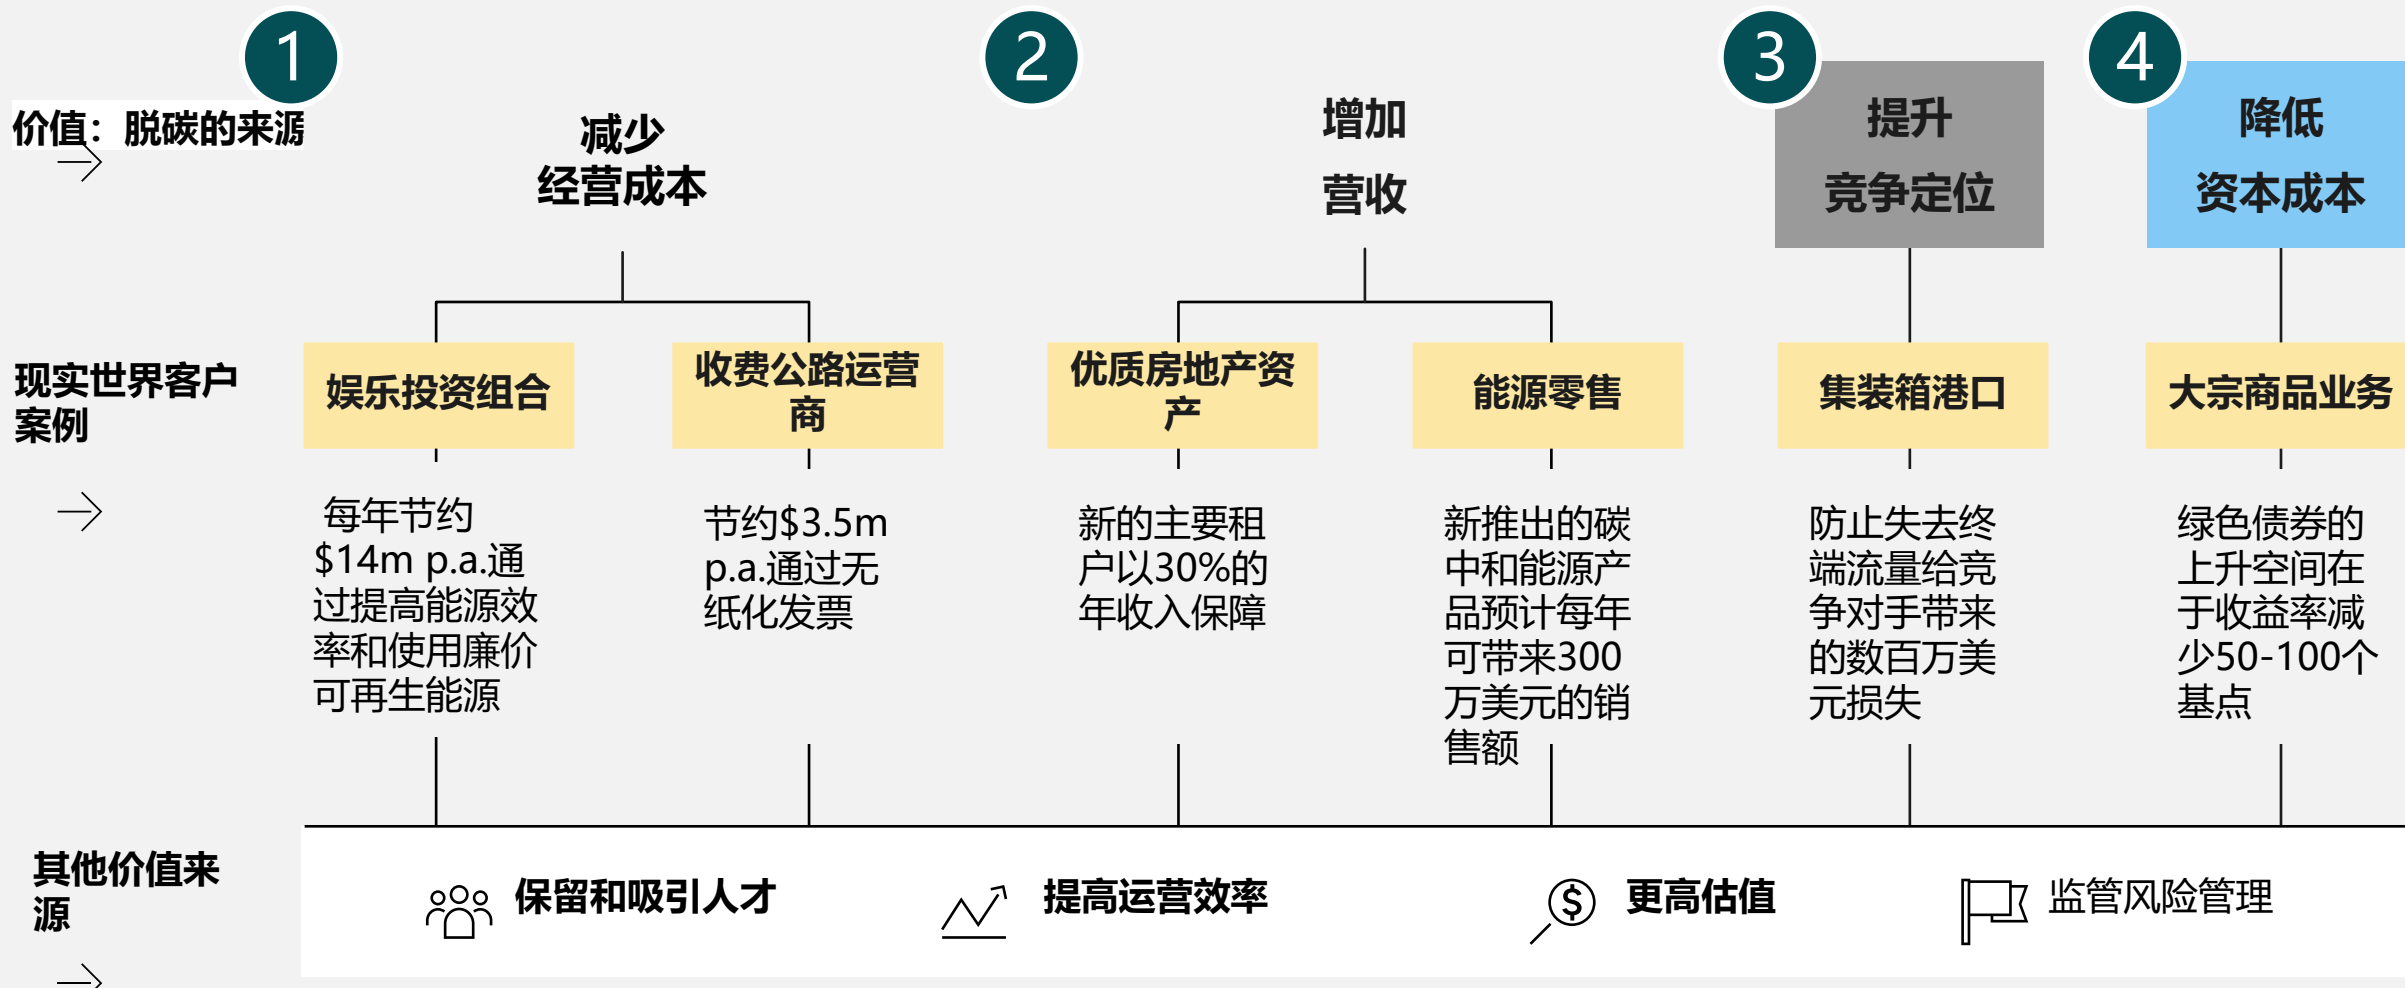 1
2
3
4
价值：脱碳的来源
减少
经营成本
增加
营收
提升
竞争定位
降低
资本成本
现实世界客户
案例
娱乐投资组合
收费公路运营
商
优质房地产资
产
能源零售
集装箱港口
大宗商品业务
每年节约
$14m p.a.通
过提高能源效
率和使用廉价
可再生能源
节约$3.5m
p.a.通过无
纸化发票
新的主要租
户以30%的
年收入保障
新推出的碳
中和能源产
品预计每年
可带来300
万美元的销
售额
防止失去终
端流量给竞
争对手带来
的数百万美
元损失
绿色债券的
上升空间在
于收益率减
少50-100个
基点
其他价值来
源
保留和吸引人才
提高运营效率
$
更高估值
监管风险管理